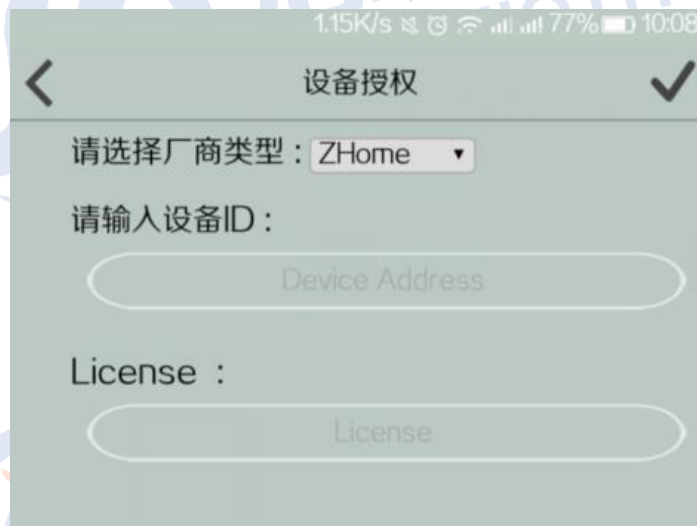 1.15K/s 77% 10:08
设备授权
请选择厂商类型：ZHome
请输入设备ID：
Device Address
License ：
License